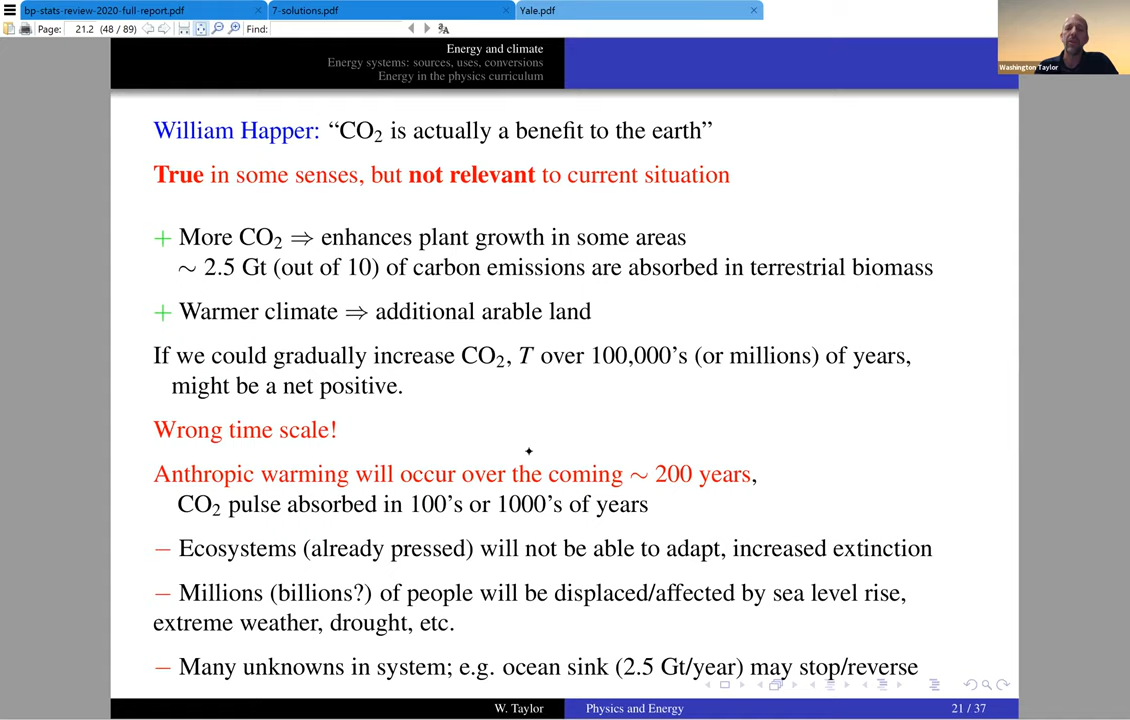 bp-stats-review-2020-full-report.pdf
7-solutions.pdf
Yale.pdf
Page: 21.2 (48 / 89) Find:
Washington Taylor
Energy and climate
Energy systems: sources, uses, conversions
Energy in the physics curriculum
William Happer: “CO₂ is actually a benefit to the earth”
True in some senses, but not relevant to current situation
+ More CO₂ ⇒ enhances plant growth in some areas
∼ 2.5 Gt (out of 10) of carbon emissions are absorbed in terrestrial biomass
+ Warmer climate ⇒ additional arable land
If we could gradually increase CO₂, T over 100,000’s (or millions) of years,
might be a net positive.
Wrong time scale!
Anthropic warming will occur over the coming ∼ 200 years,
CO₂ pulse absorbed in 100’s or 1000’s of years
− Ecosystems (already pressed) will not be able to adapt, increased extinction
− Millions (billions?) of people will be displaced/affected by sea level rise,
extreme weather, drought, etc.
− Many unknowns in system; e.g. ocean sink (2.5 Gt/year) may stop/reverse
W. Taylor
Physics and Energy
21 / 37